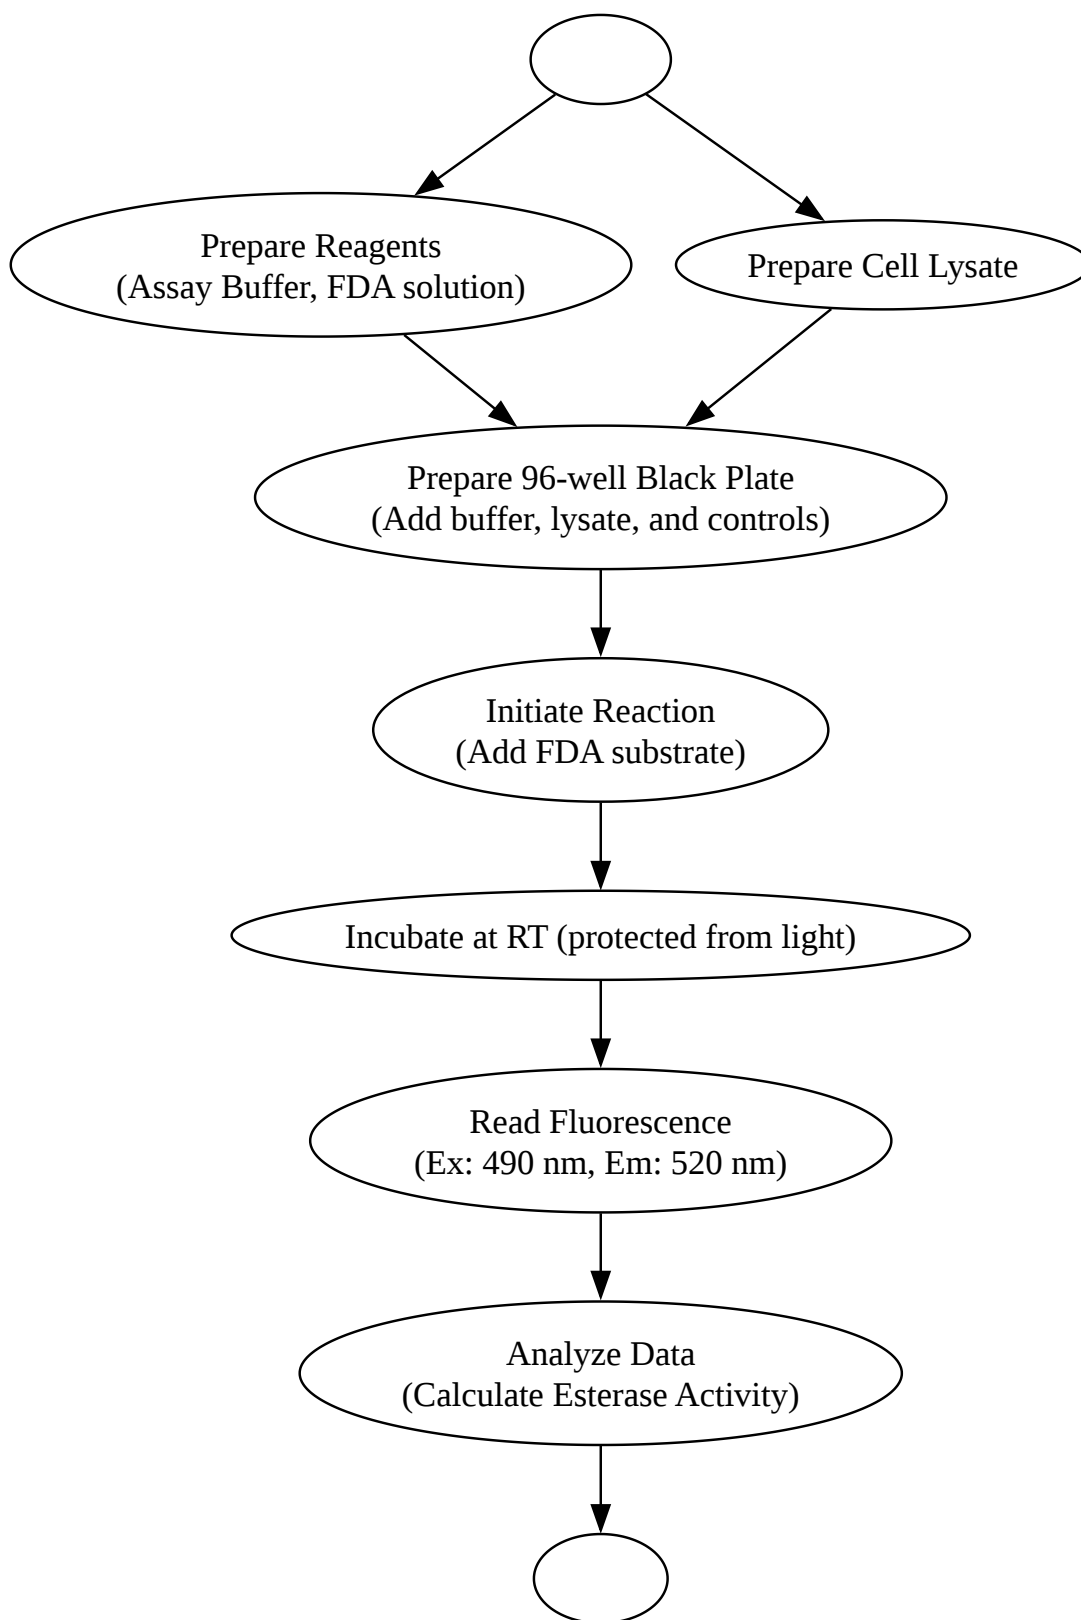 Prepare Reagents
(Assay Buffer, FDA solution)
Prepare Cell Lysate
Prepare 96-well Black Plate
(Add buffer, lysate, and controls)
Initiate Reaction
(Add FDA substrate)
Incubate at RT (protected from light)
Read Fluorescence
(Ex: 490 nm, Em: 520 nm)
Analyze Data
(Calculate Esterase Activity)